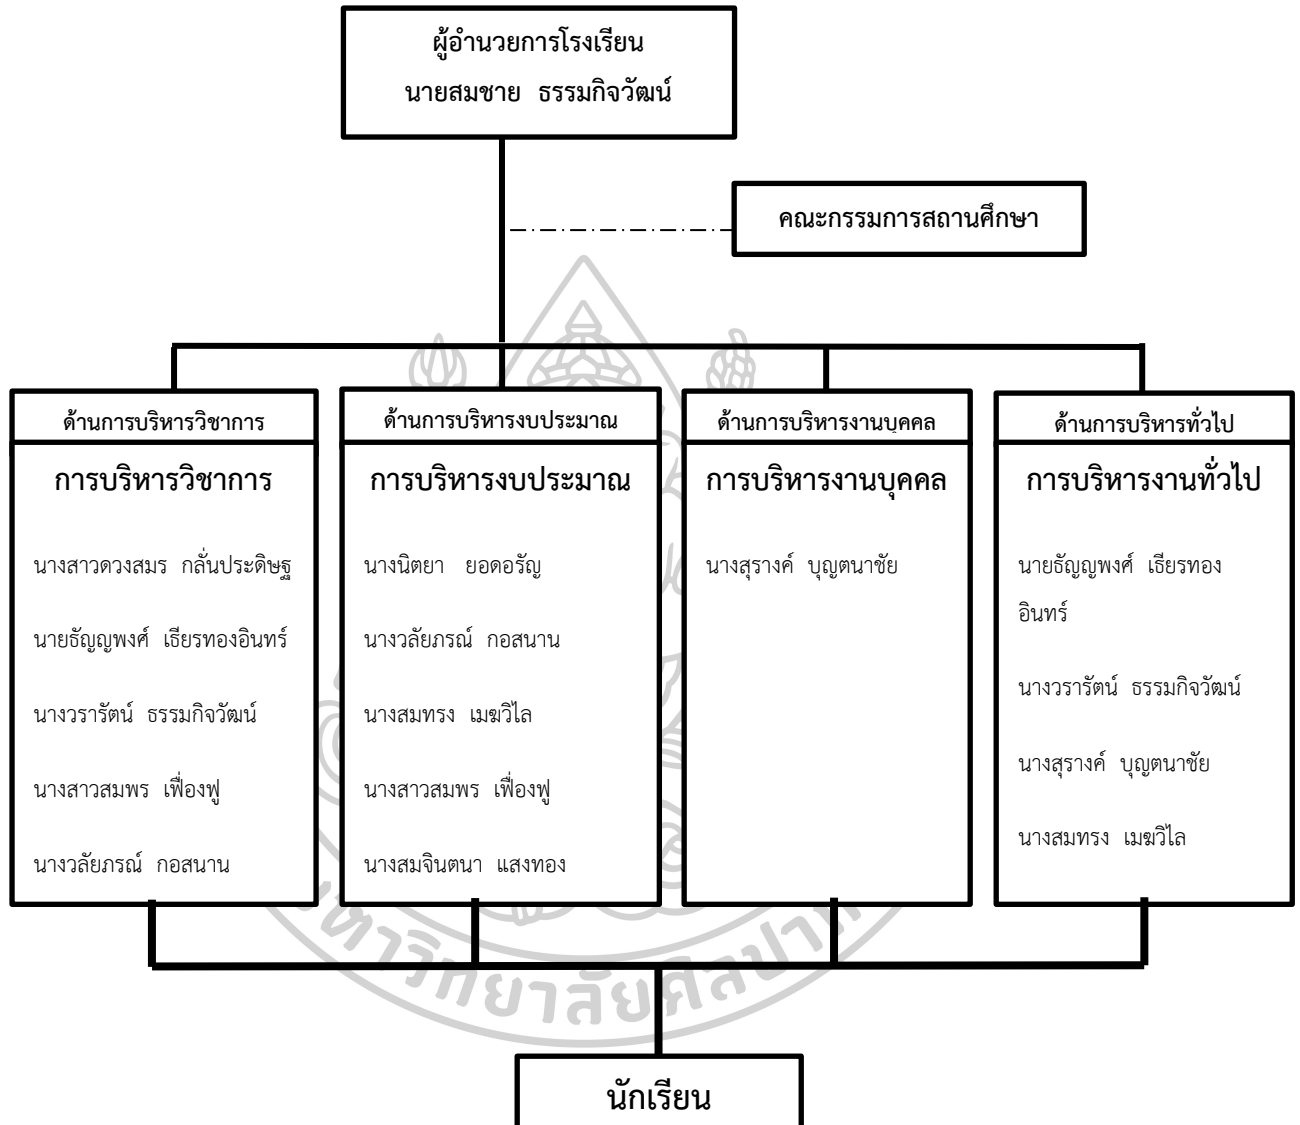 ผู้อำนวยการโรงเรียน
นายสมชาย ธรรมกิจวัฒน์
คณะกรรมการสถานศึกษา
ด้านการบริหารวิชาการ
การบริหารวิชาการ
นางสาวดวงสมร กลั่นประดิษฐ
นายธัญญพงศ์ เธียรทองอินทร์
นางวรารัตน์ ธรรมกิจวัฒน์
นางสาวสมพร เฟื่องฟู
นางวลัยภรณ์ กอสนาน
ด้านการบริหารงบประมาณ
การบริหารงบประมาณ
นางนิตยา ยอดอรัญ
นางวลัยภรณ์ กอสนาน
นางสมทรง เมฆวิไล
นางสาวสมพร เฟื่องฟู
นางสมจินตนา แสงทอง
ด้านการบริหารงานบุคคล
การบริหารงานบุคคล
นางสุรางค์ บุญตนาชัย
ด้านการบริหารทั่วไป
การบริหารงานทั่วไป
นายธัญญพงศ์ เธียรทอง
อินทร์
นางวรารัตน์ ธรรมกิจวัฒน์
นางสุรางค์ บุญตนาชัย
นางสมทรง เมฆวิไล
นักเรียน